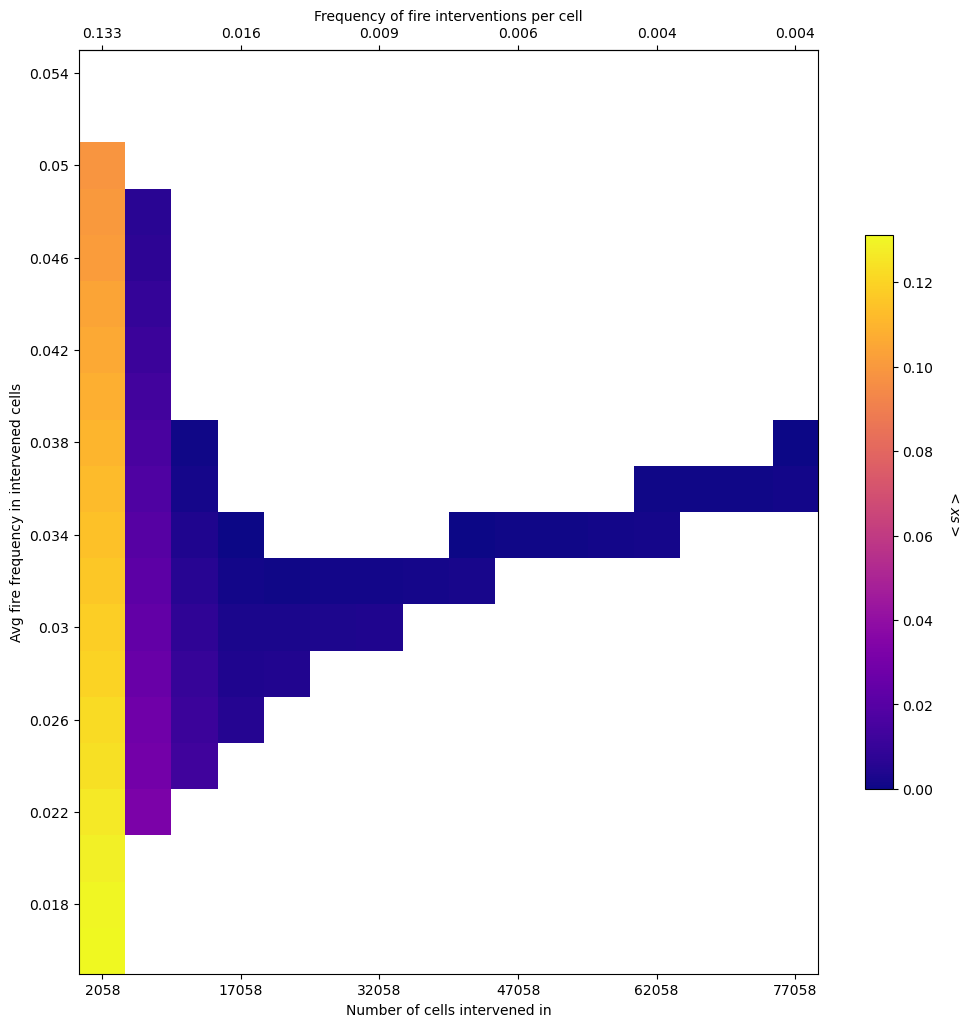 Frequency of fire interventions per cell
0.133 0.016 0.009 0.006 0.004 0.004
0.054
0.05
0.046
0.042
0.038
0.034
0.03
0.026
0.022
0.018
Avg fire frequency in intervened cells
2058 17058 32058 47058 62058 77058
Number of cells intervened in
0.12
0.10
0.08
0.06
0.04
0.02
0.00
< sx >